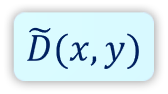 D̃(x, y)